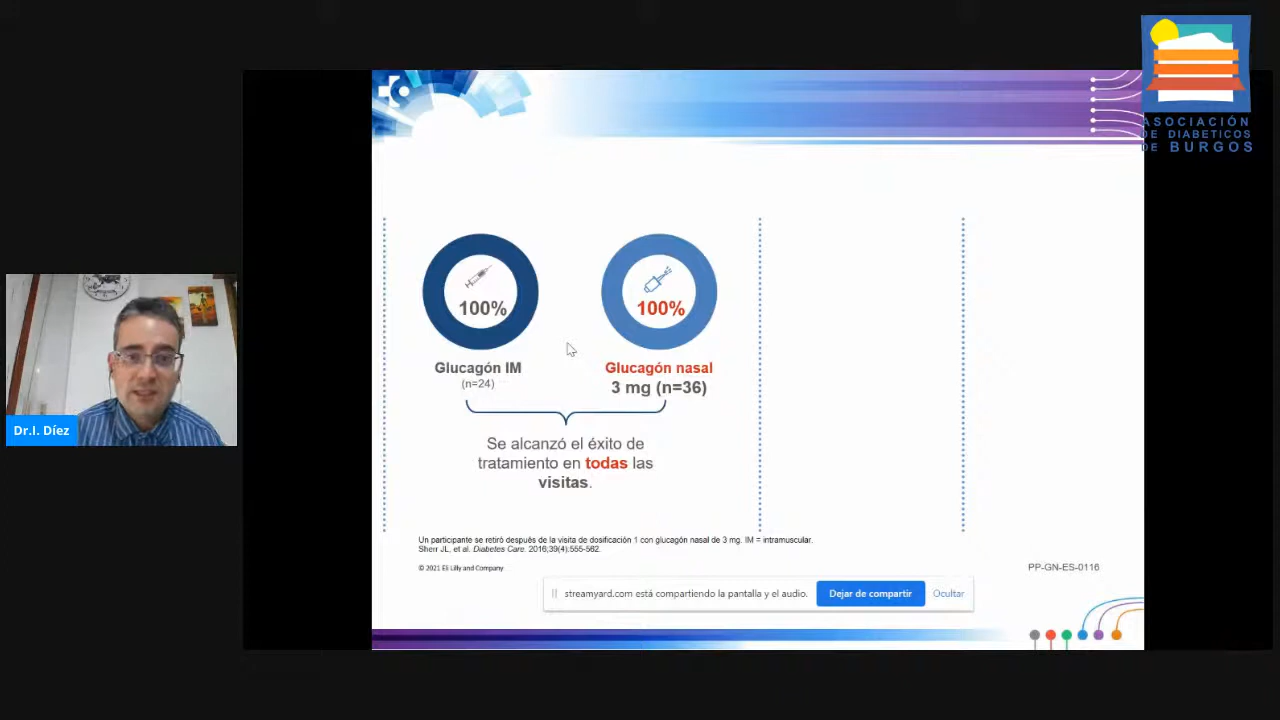 ASOCIACIÓN
DE DIABETICOS
DE BURGOS
100%
100%
Glucagón IM
(n=24)
Glucagón nasal
3 mg (n=36)
Se alcanzó el éxito de
tratamiento en todas las
visitas.
Un participante se retiró después de la visita de dosificación 1 con glucagón nasal de 3 mg. IM = intramuscular.
Sherr JL, et al. Diabetes Care. 2016;39(4):555-562.
© 2021 Eli Lilly and Company
PP-GN-ES-0116
streamyard.com está compartiendo la pantalla y el audio.
Dejar de compartir
Ocultar
Dr.I. Díez